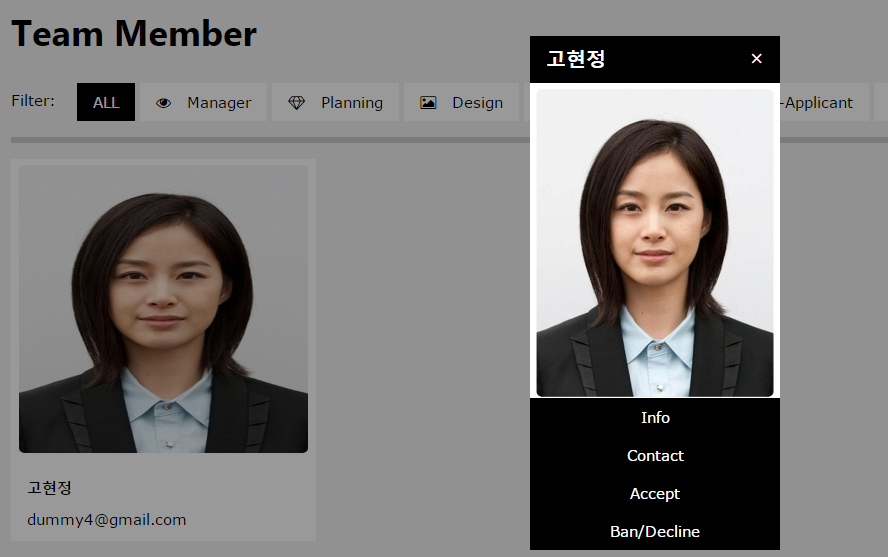 Team Member
Filter:
ALL
Manager
Planning
Design
-Applicant
고현정
dummy4@gmail.com
고현정
×
Info
Contact
Accept
Ban/Decline